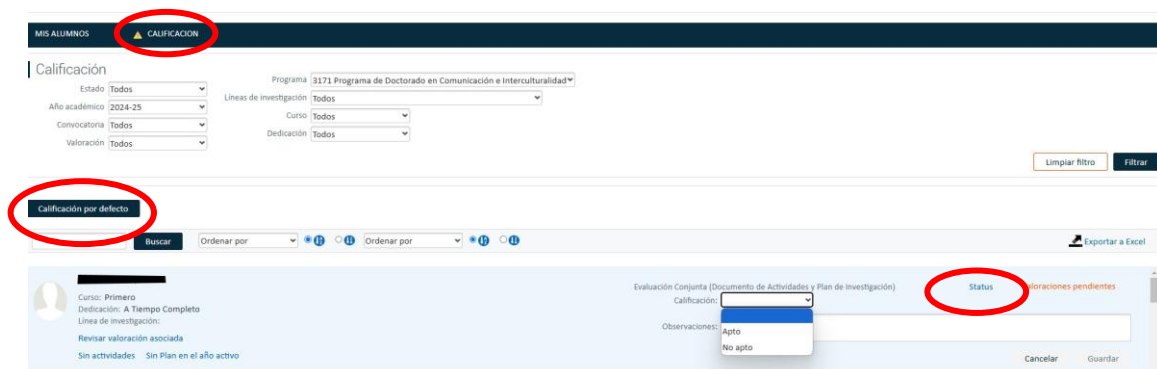 MIS ALUMNOS CALIFICACION
Calificación
Estado Todos
Programa 3171 Programa de Doctorado en Comunicación e Interculturalidad
Año académico 2024-25
Líneas de investigación Todos
Convocatoria Todos
Curso Todos
Valoración Todos
Dedicación Todos
Limpiar filtro Filtrar
Calificación por defecto
Buscar Ordenar por Ordenar por Exportar a Excel
Evaluación Conjunta (Documento de Actividades y Plan de Investigación) Status Valoraciones pendientes
Curso: Primero
Calificación:
Dedicación: A Tiempo Completo
Línea de investigación:
Observaciones:
Apto
No apto
Revisar valoración asociada
Sin actividades Sin Plan en el año activo
Cancelar Guardar